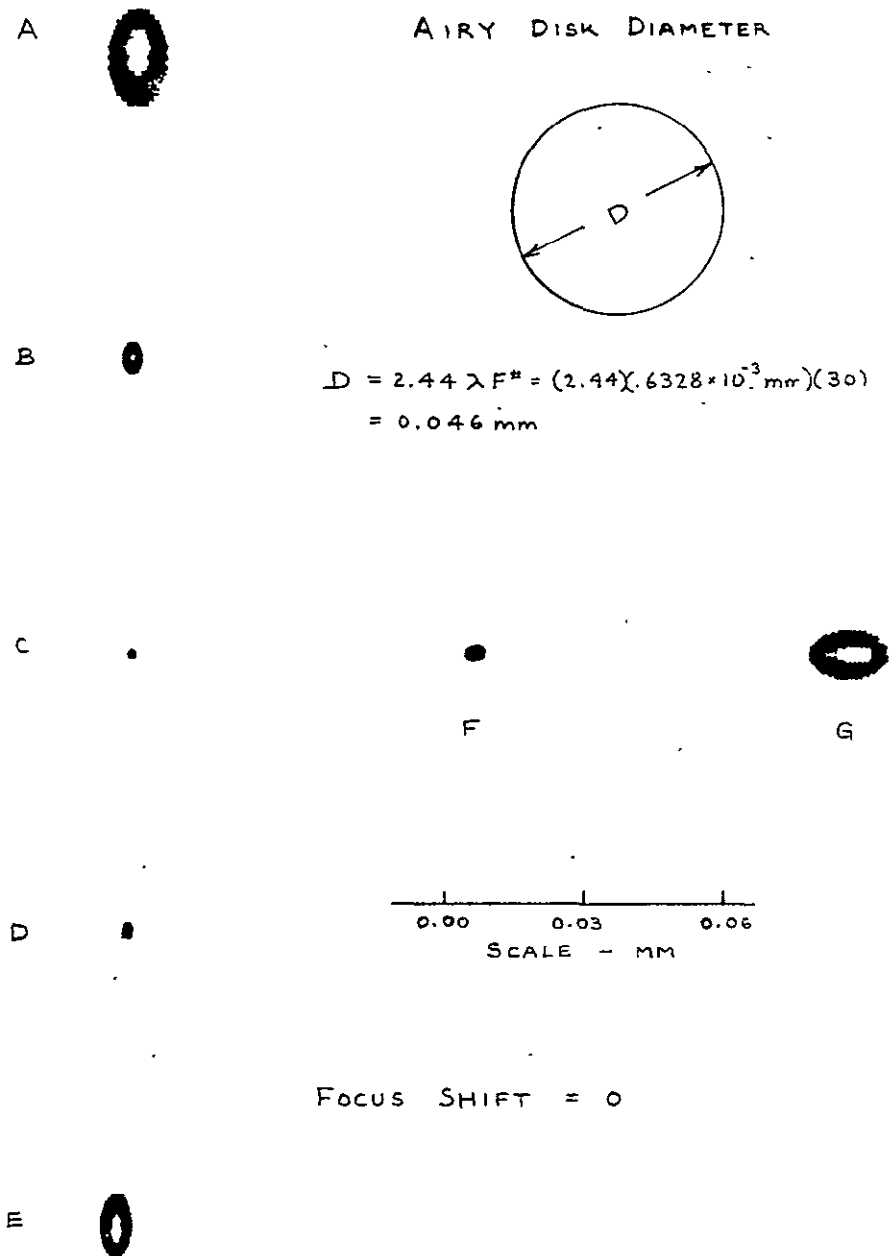 A
AIRY DISK DIAMETER
D
B
D = 2.44 λ F# = (2.44)(.6328×10⁻³ mm)(30)
= 0.046 mm
C
F
G
D
0.00 0.03 0.06
SCALE - MM
FOCUS SHIFT = 0
E